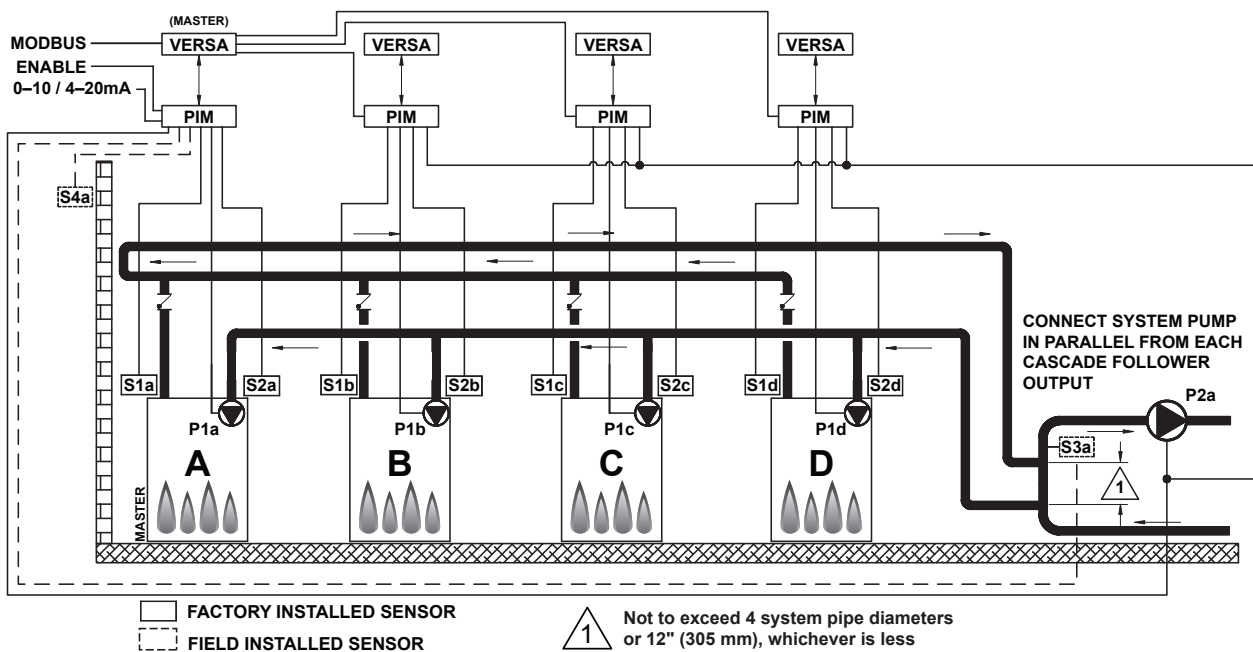 (MASTER)
MODBUS
VERSA
VERSA
VERSA
VERSA
ENABLE
0–10 / 4–20mA
PIM
PIM
PIM
PIM
S4a
CONNECT SYSTEM PUMP
IN PARALLEL FROM EACH
CASCADE FOLLOWER
OUTPUT
S1a
S2a
S1b
S2b
S1c
S2c
S1d
S2d
P2a
P1a
P1b
P1c
P1d
S3a
A
B
C
D
1
MASTER
FACTORY INSTALLED SENSOR
FIELD INSTALLED SENSOR
1
Not to exceed 4 system pipe diameters
or 12" (305 mm), whichever is less